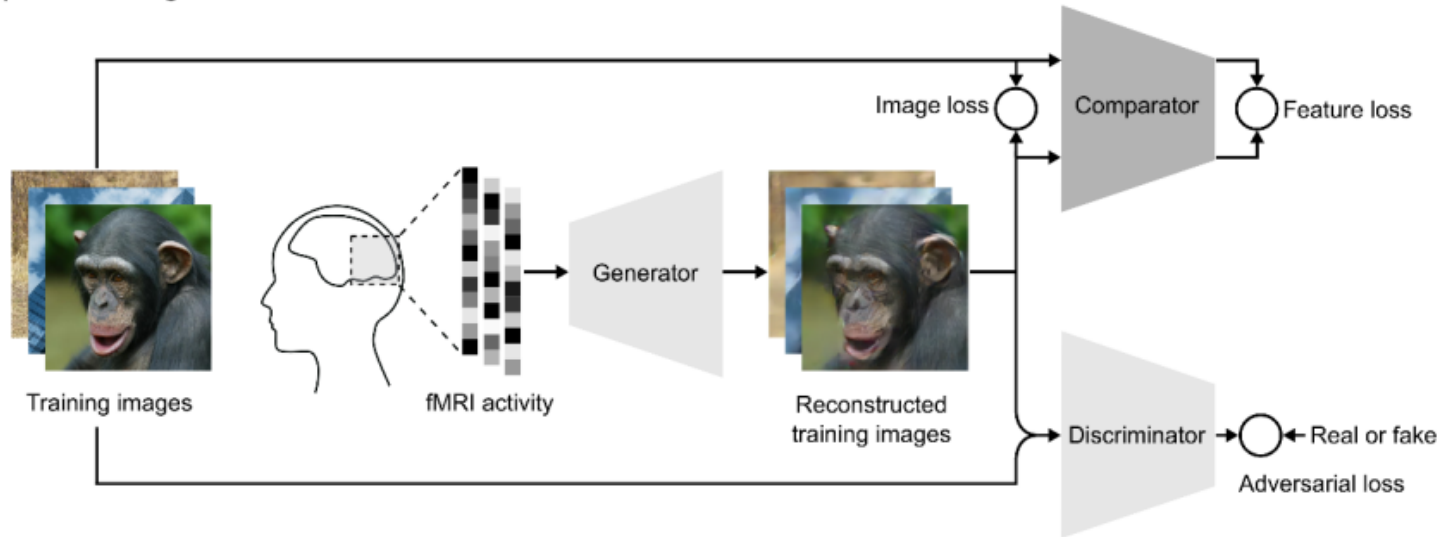 Image loss
Comparator
Feature loss
Generator
Training images
fMRI activity
Reconstructed
training images
Discriminator
Real or fake
Adversarial loss